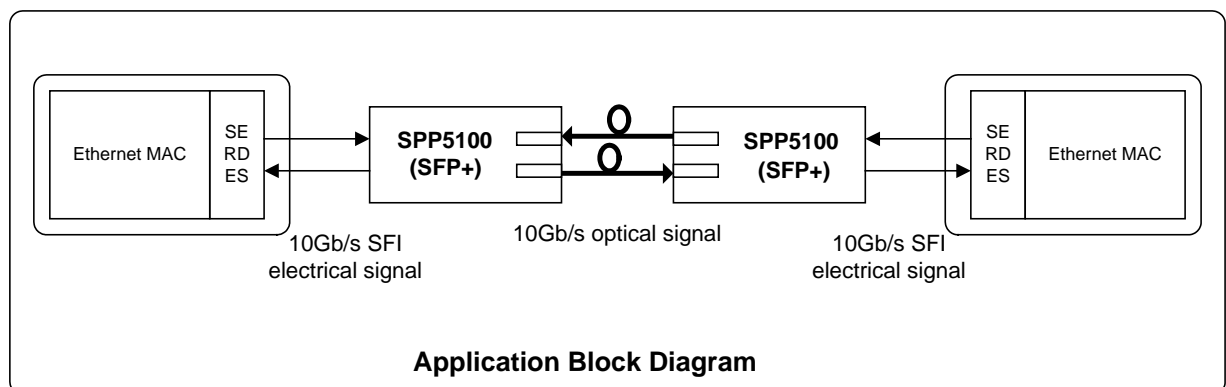 Ethernet MAC
SE
RD
ES
SPP5100
(SFP+)
SPP5100
(SFP+)
SE
RD
ES
Ethernet MAC
10Gb/s SFI
electrical signal
10Gb/s optical signal
10Gb/s SFI
electrical signal
Application Block Diagram